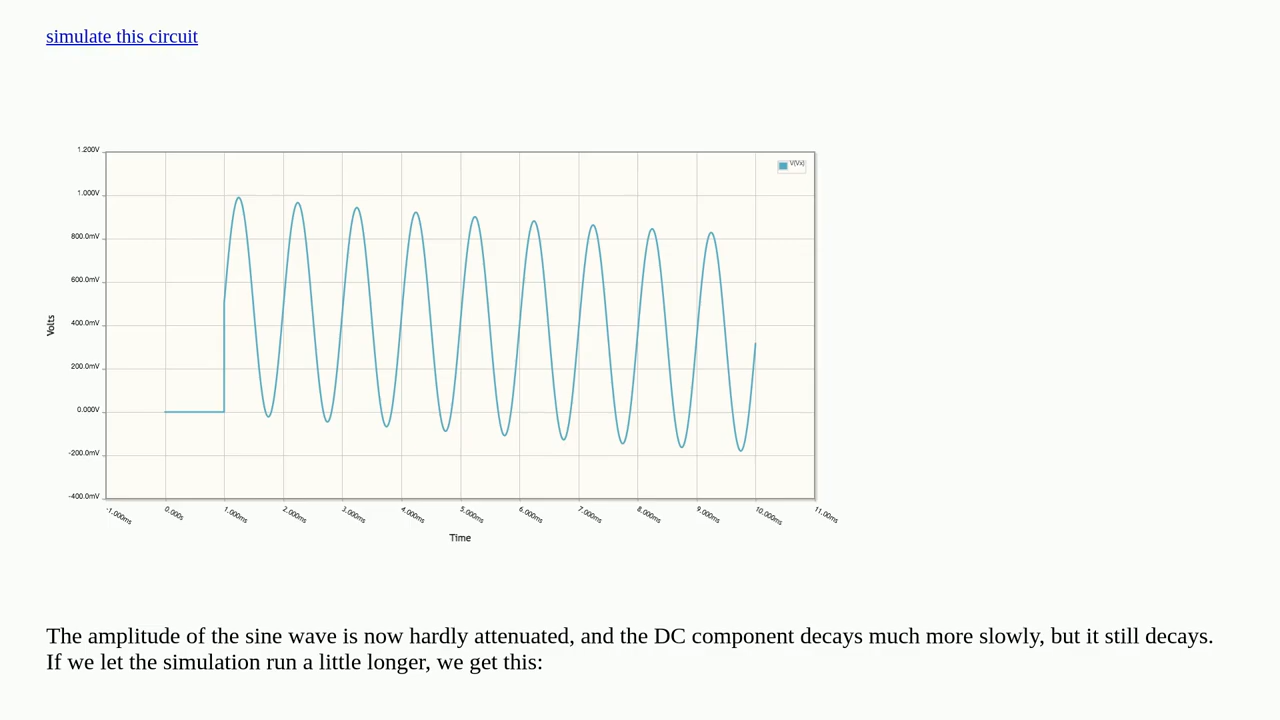 simulate this circuit
1.200V
V(Vx)
1.000V
800.0mV
600.0mV
400.0mV
200.0mV
0.000V
-200.0mV
-400.0mV
Volts
-1.000ms
0.000s
1.000ms
2.000ms
3.000ms
4.000ms
5.000ms
6.000ms
7.000ms
8.000ms
9.000ms
10.000ms
11.00ms
Time
The amplitude of the sine wave is now hardly attenuated, and the DC component decays much more slowly, but it still decays.
If we let the simulation run a little longer, we get this: